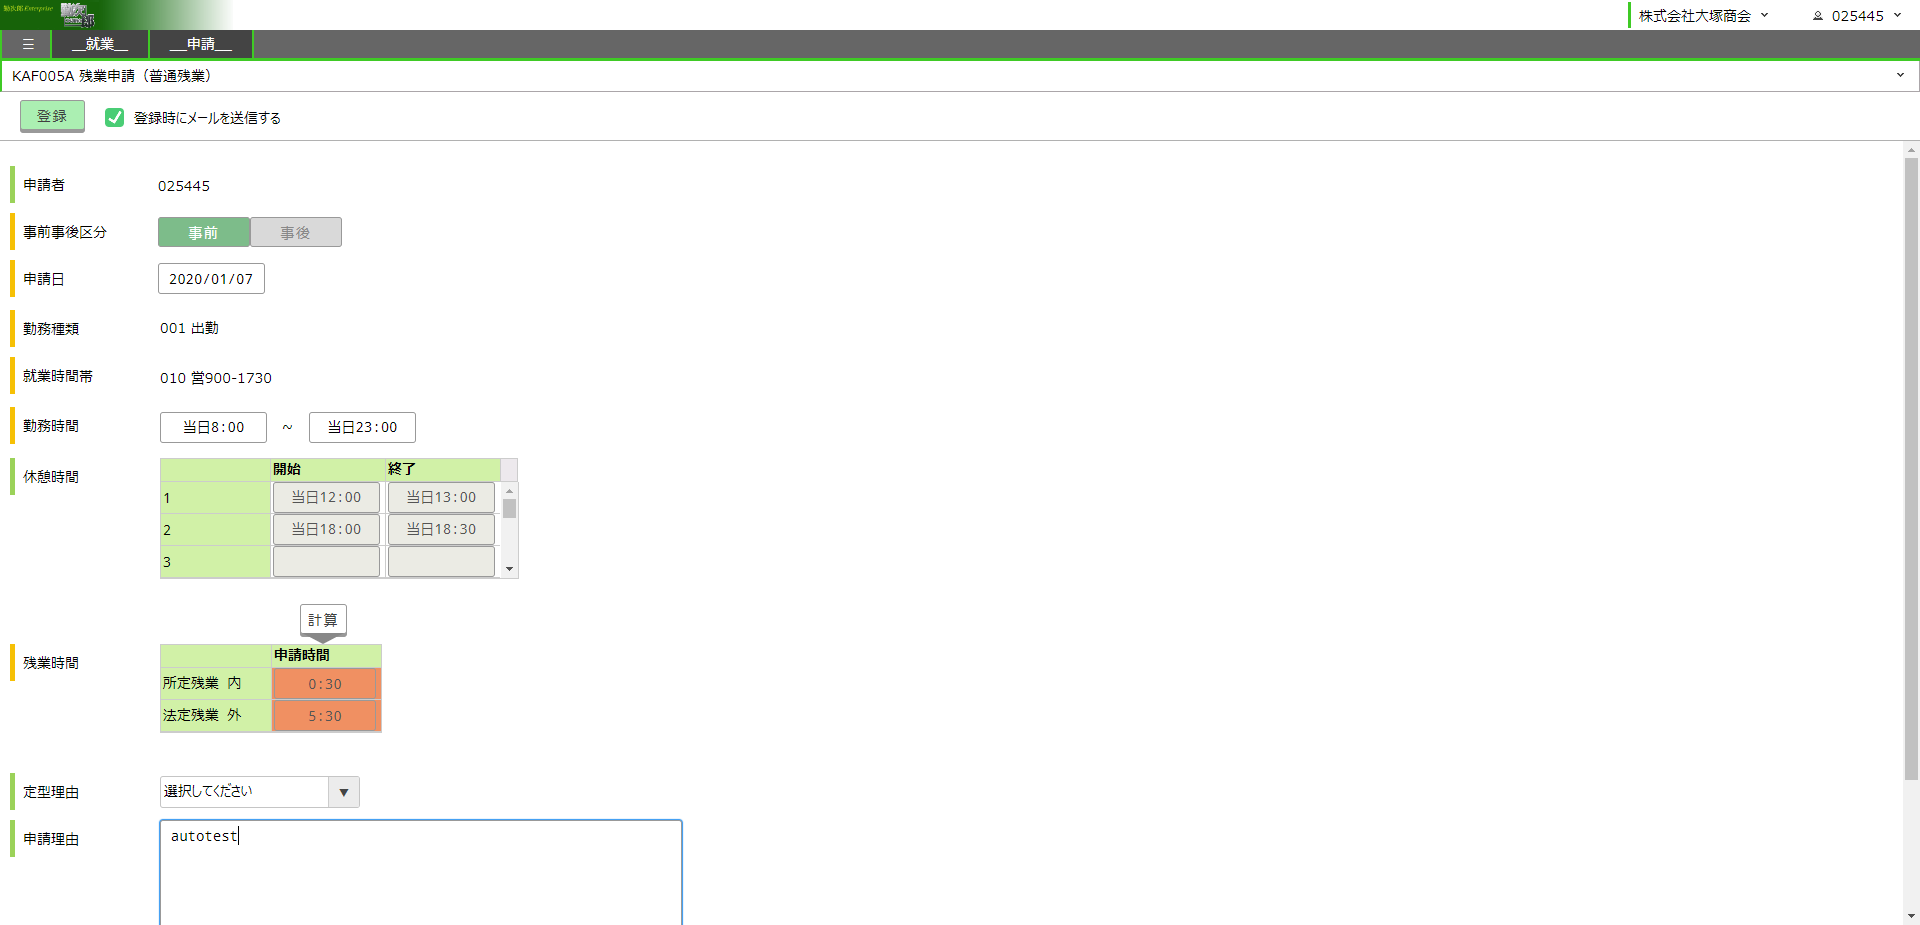 勤次郎 Enterprise
株式会社大塚商会
025445
☰ __就業__ __申請__
KAF005A 残業申請（普通残業）
登録 登録時にメールを送信する
申請者 025445
事前事後区分 事前 事後
申請日 2020/01/07
勤務種類 001 出勤
就業時間帯 010 営900-1730
勤務時間 当日8:00 ~ 当日23:00
休憩時間 開始 終了
1 当日12:00 当日13:00
2 当日18:00 当日18:30
3
計算
残業時間 申請時間
所定残業 内 0:30
法定残業 外 5:30
定型理由 選択してください ▼
申請理由 autotest